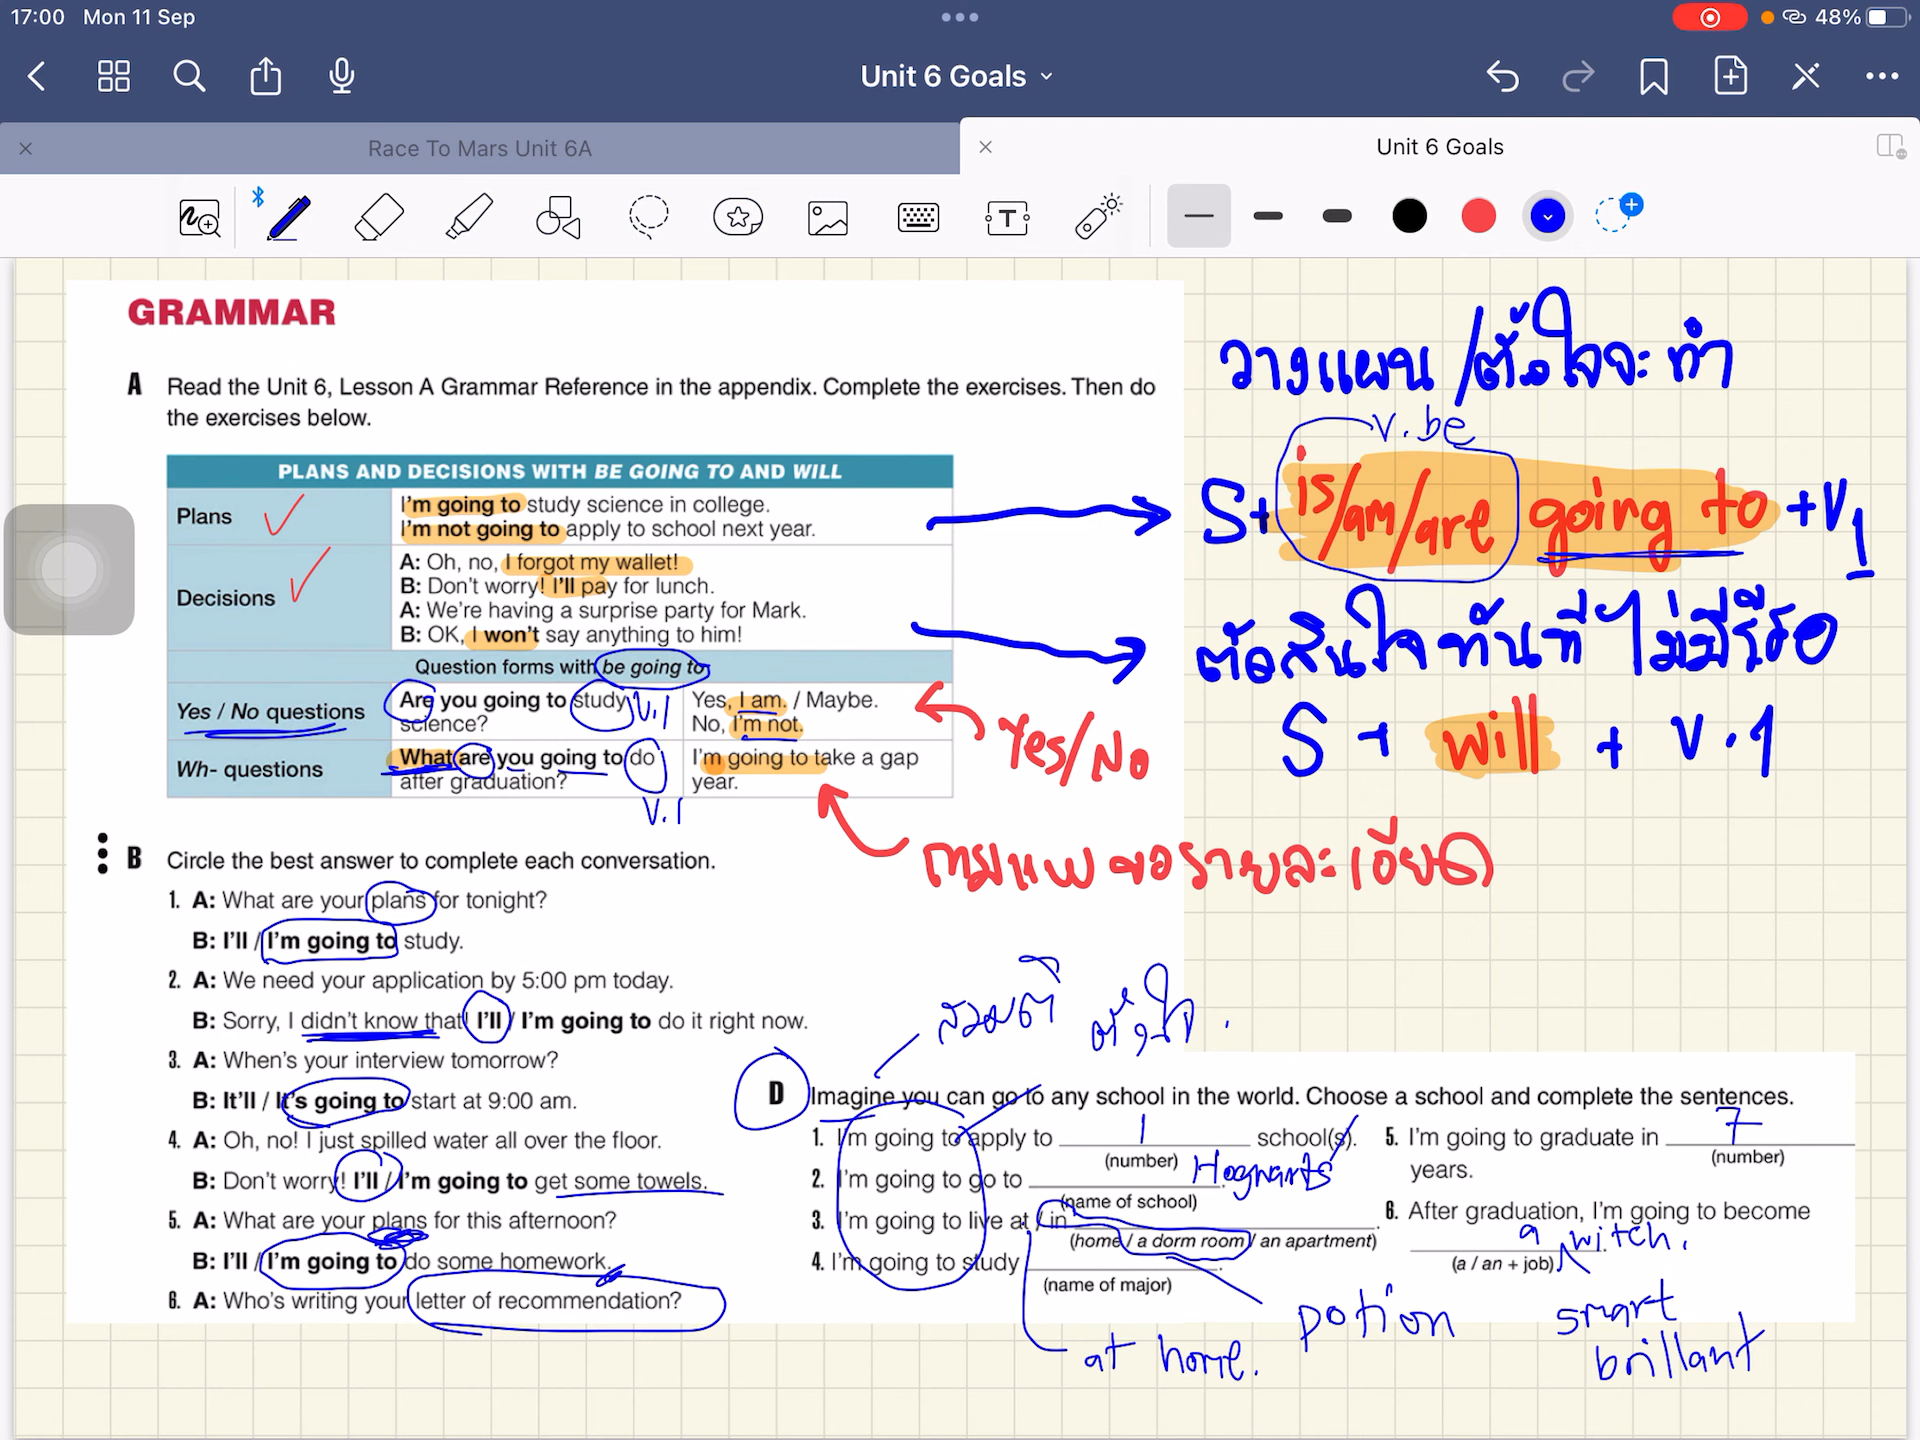 17:00 Mon 11 Sep
48%
Unit 6 Goals
Race To Mars Unit 6A
Unit 6 Goals
GRAMMAR
A Read the Unit 6, Lesson A Grammar Reference in the appendix. Complete the exercises. Then do
the exercises below.
PLANS AND DECISIONS WITH BE GOING TO AND WILL
Plans
I'm going to study science in college.
I'm not going to apply to school next year.
Decisions
A: Oh, no, I forgot my wallet!
B: Don't worry! I'll pay for lunch.
A: We're having a surprise party for Mark.
B: OK, I won't say anything to him!
Question forms with be going to
Yes / No questions
Are you going to study
science?
V.1
Yes, I am. / Maybe.
No, I'm not.
Wh- questions
What are you going to do
after graduation?
V.1
I'm going to take a gap
year.
วางแผน/ตั้งใจจะทำ
v.be
S+ is/am/are going to +V1
ตัดสินใจทันที ไม่มี
S + will + V.1
Yes/No
ขอรายละเอียด
B Circle the best answer to complete each conversation.
1. A: What are your plans for tonight?
B: I'll / I'm going to study.
2. A: We need your application by 5:00 pm today.
B: Sorry, I didn't know that! I'll / I'm going to do it right now.
3. A: When's your interview tomorrow?
B: It'll / It's going to start at 9:00 am.
4. A: Oh, no! I just spilled water all over the floor.
B: Don't worry! I'll / I'm going to get some towels.
5. A: What are your plans for this afternoon?
B: I'll / I'm going to do some homework.
6. A: Who's writing your letter of recommendation?
สมมติ ตั้งใจ
D Imagine you can go to any school in the world. Choose a school and complete the sentences.
1. I'm going to apply to 1 school(s).
(number)
2. I'm going to go to Hogwarts
(name of school)
3. I'm going to live at / in
(home / a dorm room / an apartment)
4. I'm going to study
(name of major)
5. I'm going to graduate in 7
(number)
years.
6. After graduation, I'm going to become
a witch.
(a / an + job)
potion
at home.
smart
brillant